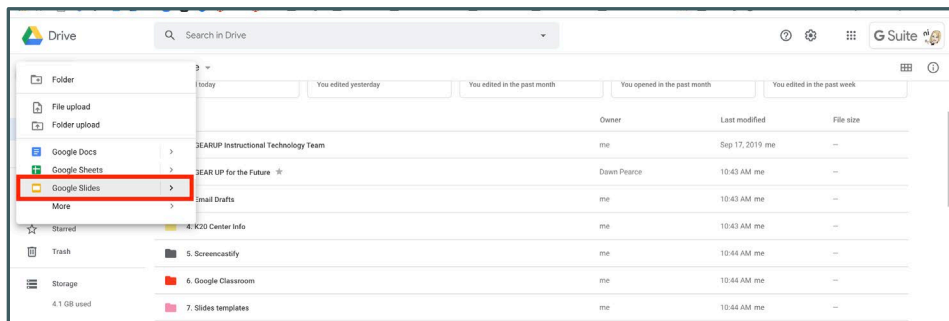 Drive
Search in Drive
G Suite
Folder
File upload
Folder upload
Google Docs
Google Sheets
Google Slides
More
Starred
Trash
Storage
4.1 GB used
today
You edited yesterday
You edited in the past month
You opened in the past month
You edited in the past week
Owner
Last modified
File size
GEARUP Instructional Technology Team
me
Sep 17, 2019 me
—
GEAR UP for the Future
Dawn Pearce
10:43 AM me
—
Email Drafts
me
10:43 AM me
—
4. K20 Center Info
me
10:43 AM me
—
5. Screencastify
me
10:44 AM me
—
6. Google Classroom
me
10:44 AM me
—
7. Slides templates
me
10:44 AM me
—